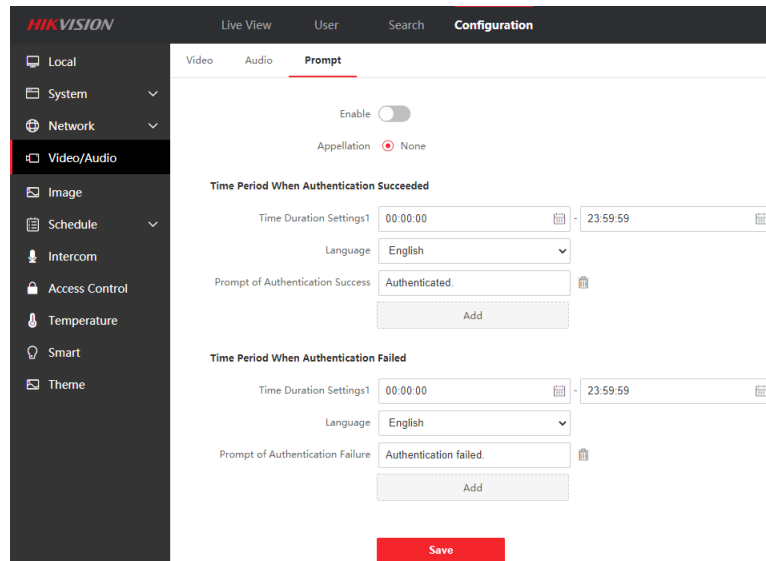 HIKVISION Live View User Search Configuration
Local
System
Network
Video/Audio
Image
Schedule
Intercom
Access Control
Temperature
Smart
Theme
Video Audio Prompt
Enable
Appellation None
Time Period When Authentication Succeeded
Time Duration Settings1 00:00:00 - 23:59:59
Language English
Prompt of Authentication Success Authenticated.
Add
Time Period When Authentication Failed
Time Duration Settings1 00:00:00 - 23:59:59
Language English
Prompt of Authentication Failure Authentication failed.
Add
Save